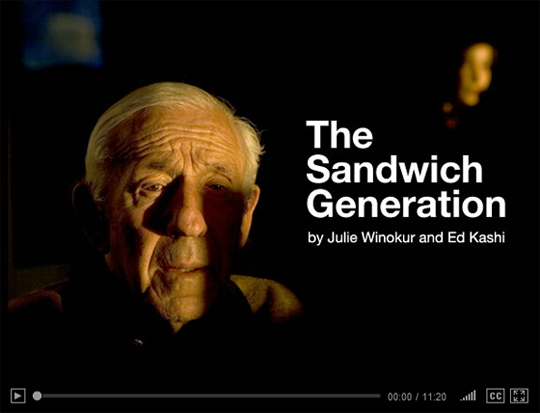 The
Sandwich
Generation
by Julie Winokur and Ed Kashi
00:00 / 11:20
CC